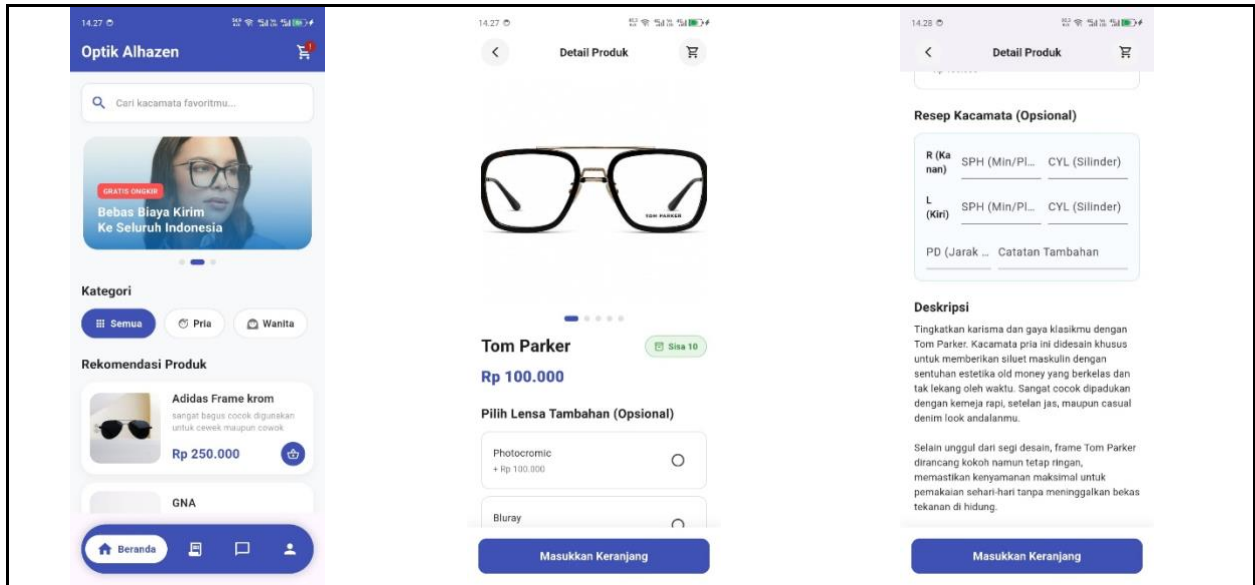 14.27
Optik Alhazen
1
Cari kacamata favoritmu...
GRATIS ONGKIR
Bebas Biaya Kirim
Ke Seluruh Indonesia
Kategori
Semua
Pria
Wanita
Rekomendasi Produk
Adidas Frame krom
sangat bagus cocok digunakan
untuk cewek maupun cowok
Rp 250.000
GNA
Beranda
14.27
Detail Produk
TOM PARKER
Tom Parker
Sisa 10
Rp 100.000
Pilih Lensa Tambahan (Opsional)
Photocromic
+ Rp 100.000
Bluray
Masukkan Keranjang
14.28
Detail Produk
Resep Kacamata (Opsional)
R (Ka
nan)
SPH (Min/Pl...
CYL (Silinder)
L
(Kiri)
SPH (Min/Pl...
CYL (Silinder)
PD (Jarak ...
Catatan Tambahan
Deskripsi
Tingkatkan karisma dan gaya klasikmu dengan
Tom Parker. Kacamata pria ini didesain khusus
untuk memberikan siluet maskulin dengan
sentuhan estetika old money yang berkelas dan
tak lekang oleh waktu. Sangat cocok dipadukan
dengan kemeja rapi, setelan jas, maupun casual
denim look andalanmu.
Selain unggul dari segi desain, frame Tom Parker
dirancang kokoh namun tetap ringan,
memastikan kenyamanan maksimal untuk
pemakaian sehari-hari tanpa meninggalkan bekas
tekanan di hidung.
Masukkan Keranjang